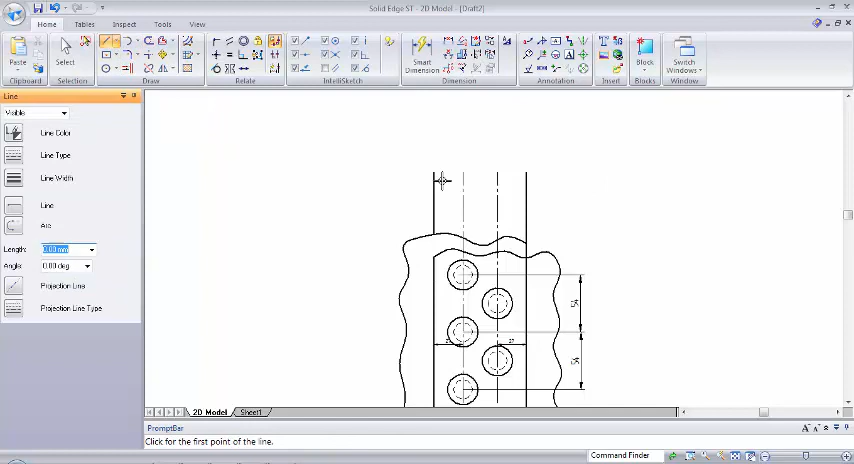 Solid Edge ST - 2D Model - [Draft2]
Home Tables Inspect Tools View
Paste Select Smart Dimension Block Switch Windows
Clipboard Selection Draw Relate IntelliSketch Dimension Annotation Insert Blocks Window
Line
Visible
Line Color
Line Type
Line Width
Line
Arc
Length: 0.00 mm
Angle: 0.00 deg
Projection Line
Projection Line Type
54
27
54
2D Model Sheet1
PromptBar
Click for the first point of the line.
Command Finder